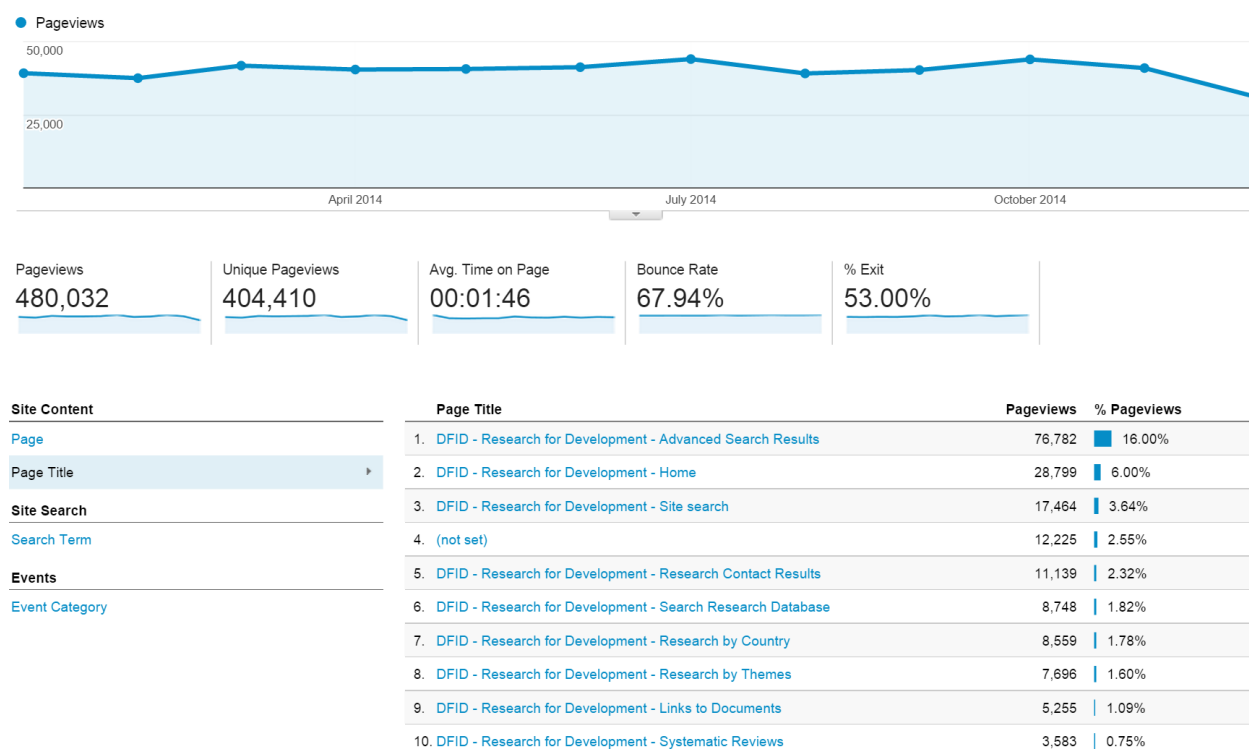 Pageviews
50,000
25,000
April 2014 July 2014 October 2014
Pageviews Unique Pageviews Avg. Time on Page Bounce Rate % Exit
480,032 404,410 00:01:46 67.94% 53.00%
Site Content
Page
Page Title
Site Search
Search Term
Events
Event Category
Page Title Pageviews % Pageviews
1. DFID - Research for Development - Advanced Search Results 76,782 16.00%
2. DFID - Research for Development - Home 28,799 6.00%
3. DFID - Research for Development - Site search 17,464 3.64%
4. (not set) 12,225 2.55%
5. DFID - Research for Development - Research Contact Results 11,139 2.32%
6. DFID - Research for Development - Search Research Database 8,748 1.82%
7. DFID - Research for Development - Research by Country 8,559 1.78%
8. DFID - Research for Development - Research by Themes 7,696 1.60%
9. DFID - Research for Development - Links to Documents 5,255 1.09%
10. DFID - Research for Development - Systematic Reviews 3,583 0.75%